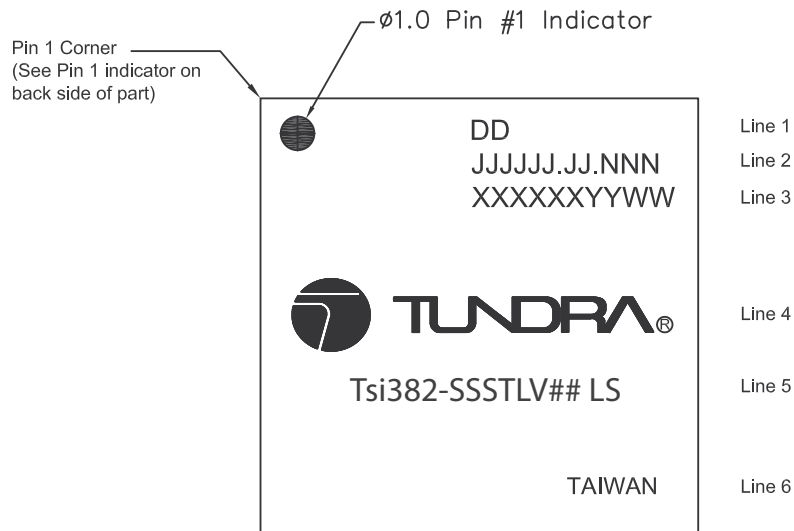 ø1.0 Pin #1 Indicator
Pin 1 Corner
(See Pin 1 indicator on
back side of part)
DD Line 1
JJJJJJ.JJ.NNN Line 2
XXXXXXYYWW Line 3
TUNDRA® Line 4
Tsi382-SSSTLV## LS Line 5
TAIWAN Line 6